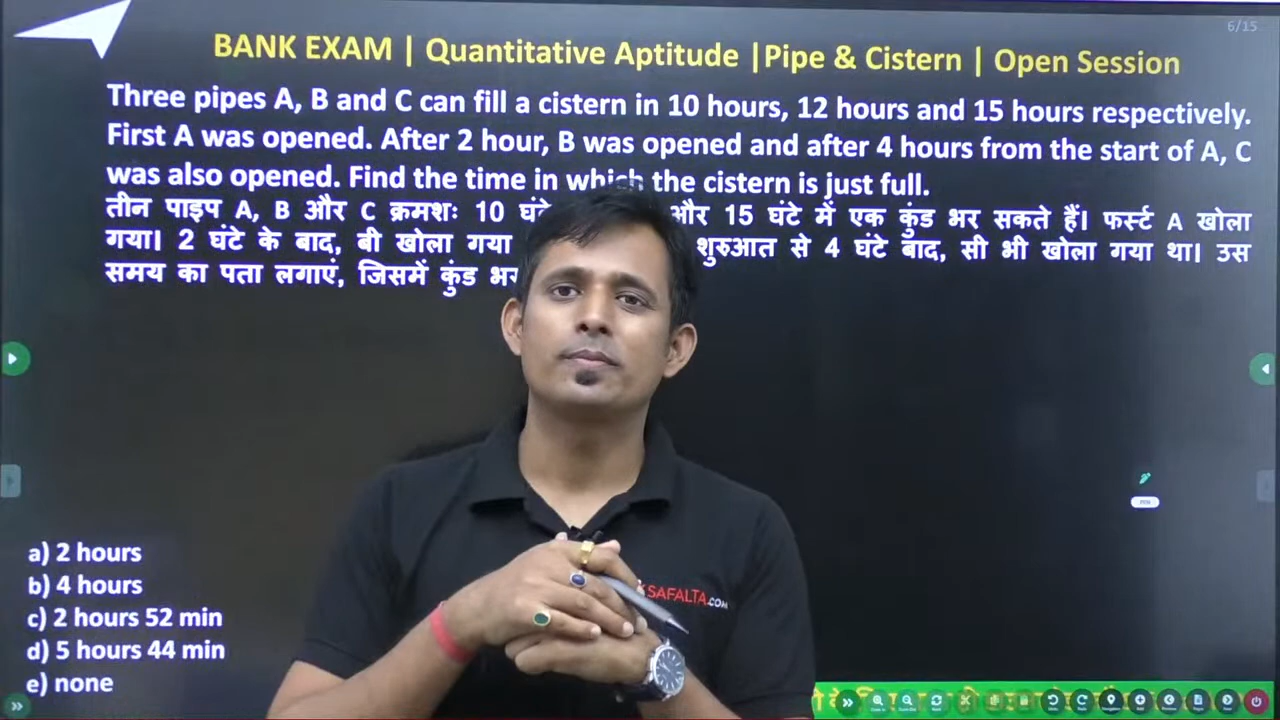 6/15
BANK EXAM | Quantitative Aptitude |Pipe & Cistern | Open Session
Three pipes A, B and C can fill a cistern in 10 hours, 12 hours and 15 hours respectively.
First A was opened. After 2 hour, B was opened and after 4 hours from the start of A, C
was also opened. Find the time in which the cistern is just full.
तीन पाइप A, B और C क्रमशः 10 घंटे और 15 घंटे में एक कुंड भर सकते हैं। फर्स्ट A खोला
गया। 2 घंटे के बाद, बी खोला गया शुरुआत से 4 घंटे बाद, सी भी खोला गया था। उस
समय का पता लगाएं, जिसमें कुंड
a) 2 hours
b) 4 hours
c) 2 hours 52 min
d) 5 hours 44 min
e) none
SAFALTA.COM